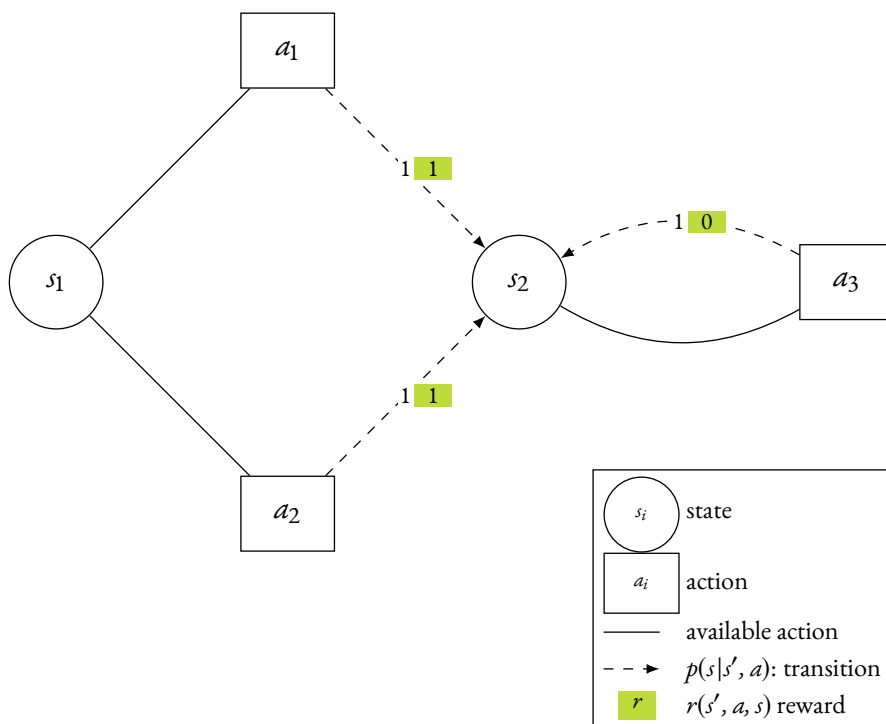 a₁
1 1
1 0
s₁
s₂
a₃
1 1
a₂
sᵢ state
aᵢ action
available action
p(s|s′, a): transition
r r(s′, a, s) reward